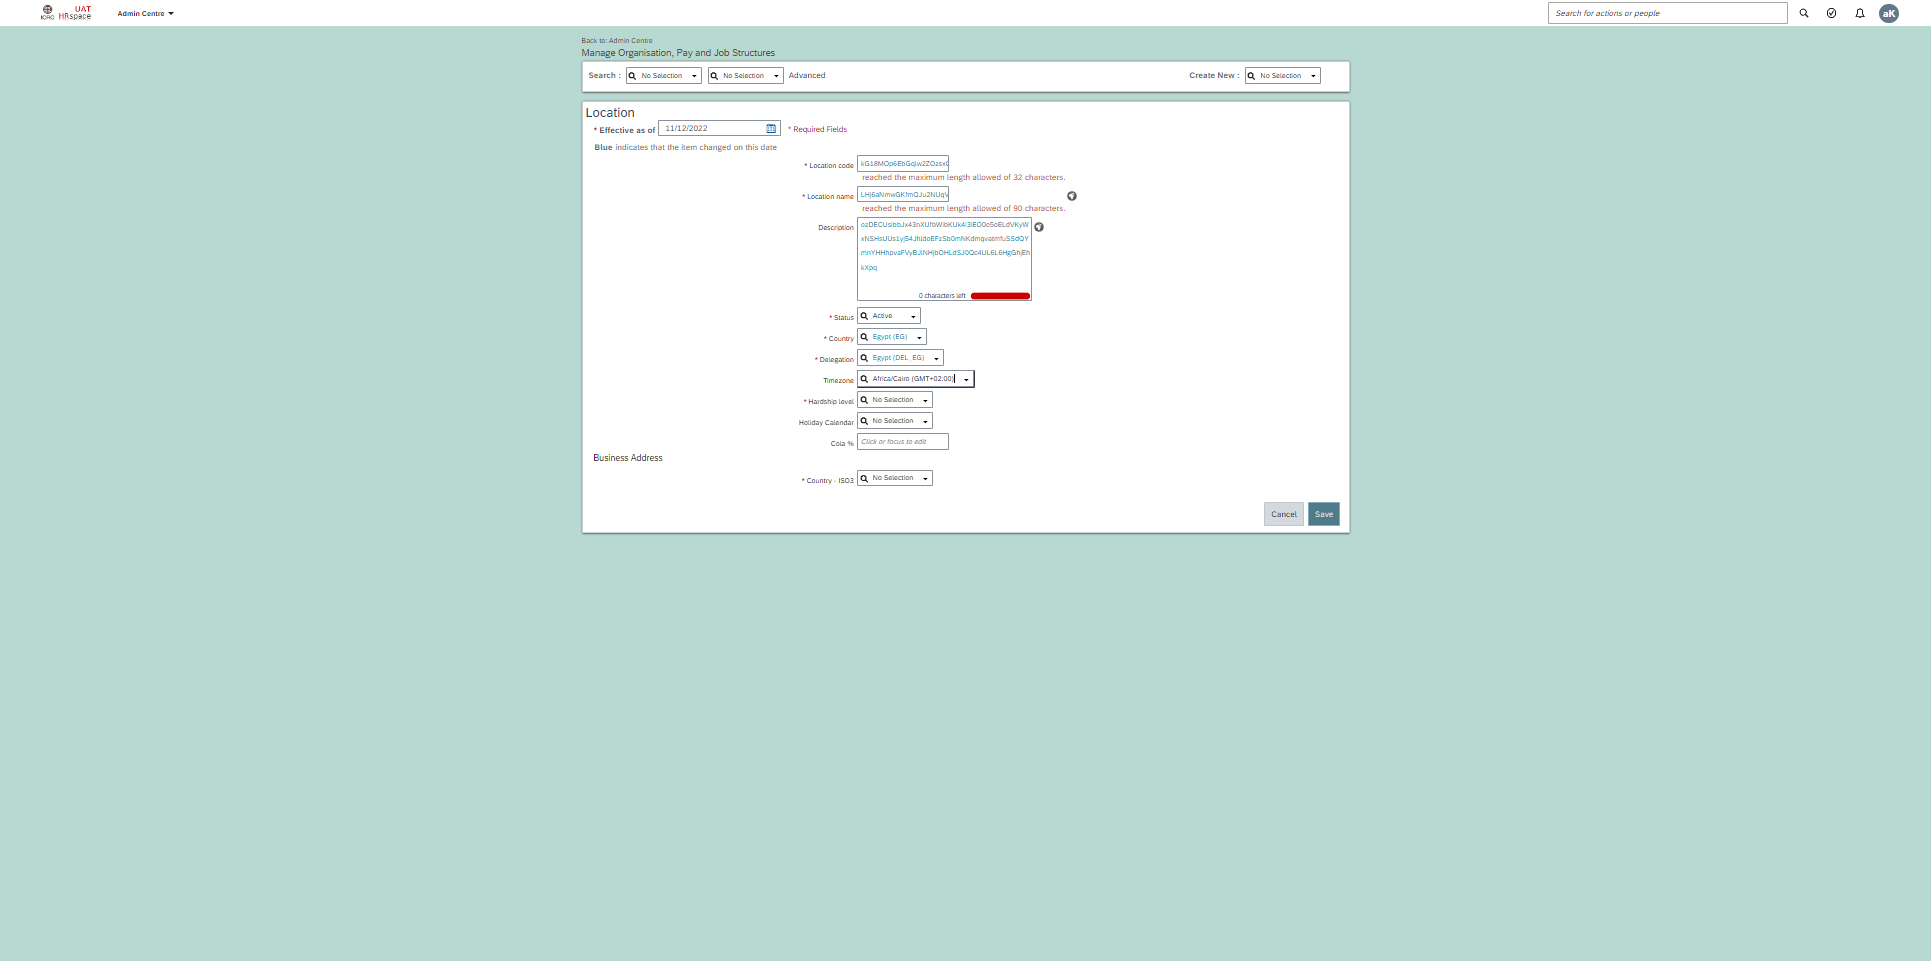 ICRC
UAT
HRspace
Admin Centre
Search for actions or people
aK
Back to: Admin Centre
Manage Organisation, Pay and Job Structures
Search : No Selection No Selection Advanced
Create New : No Selection
Location
* Effective as of 11/12/2022 * Required Fields
Blue indicates that the item changed on this date
* Location code
reached the maximum length allowed of 32 characters.
* Location name
reached the maximum length allowed of 90 characters.
Description
kXpq
0 characters left
* Status Active
* Country Egypt (EG)
* Delegation Egypt (DEL_EG)
Timezone Africa/Cairo (GMT+02:00)
* Hardship level No Selection
Holiday Calendar No Selection
Cola % Click or focus to edit
Business Address
* Country - ISO3 No Selection
Cancel Save